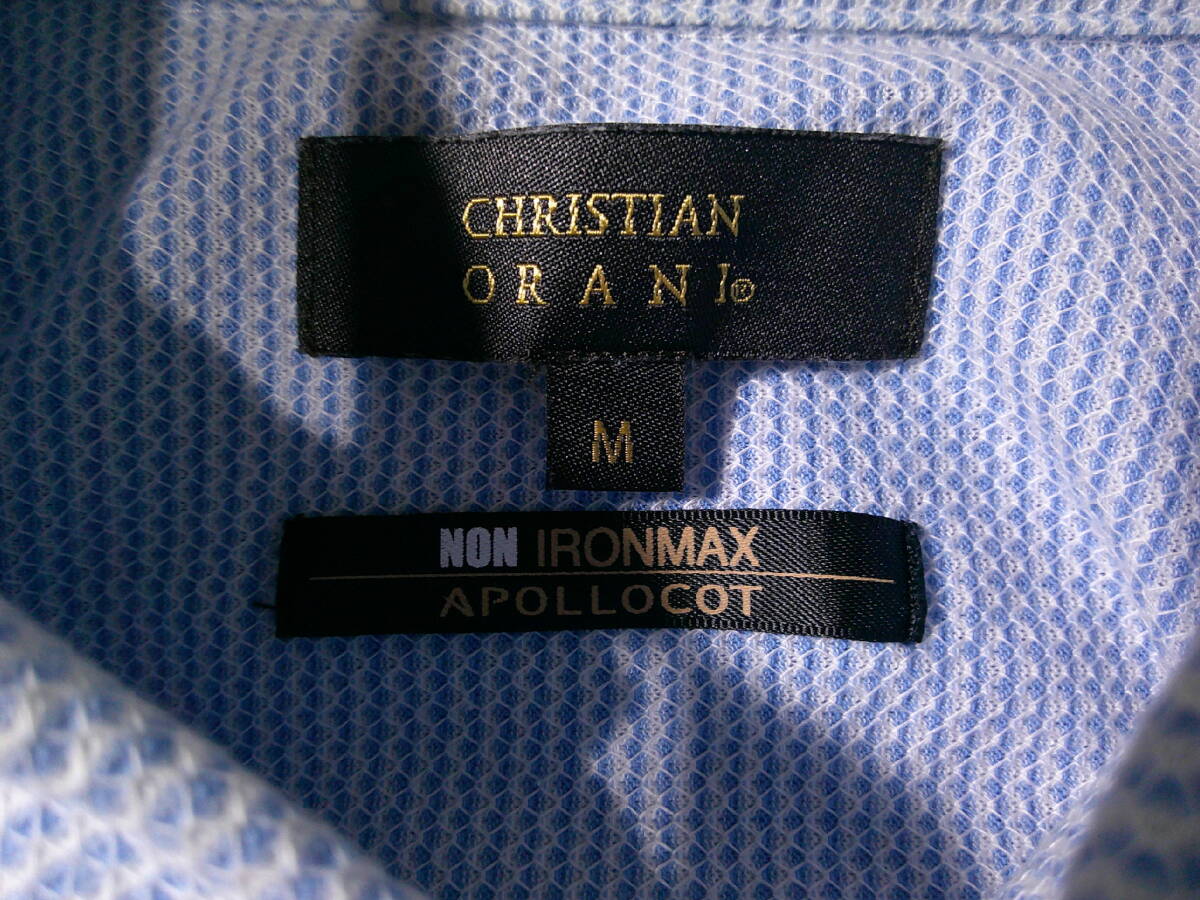 CHRISTIAN
ORANI®
M
NON IRONMAX
APOLLOCOT